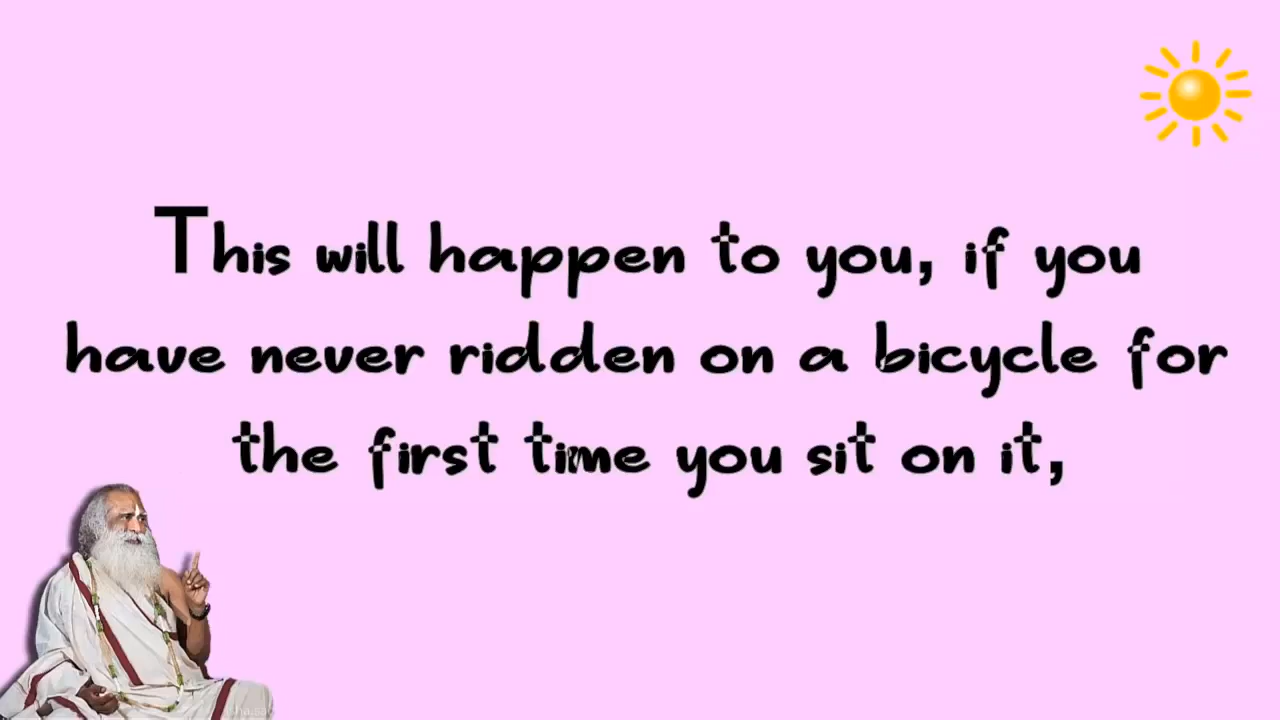 This will happen to you, if you
have never ridden on a bicycle for
the first time you sit on it,